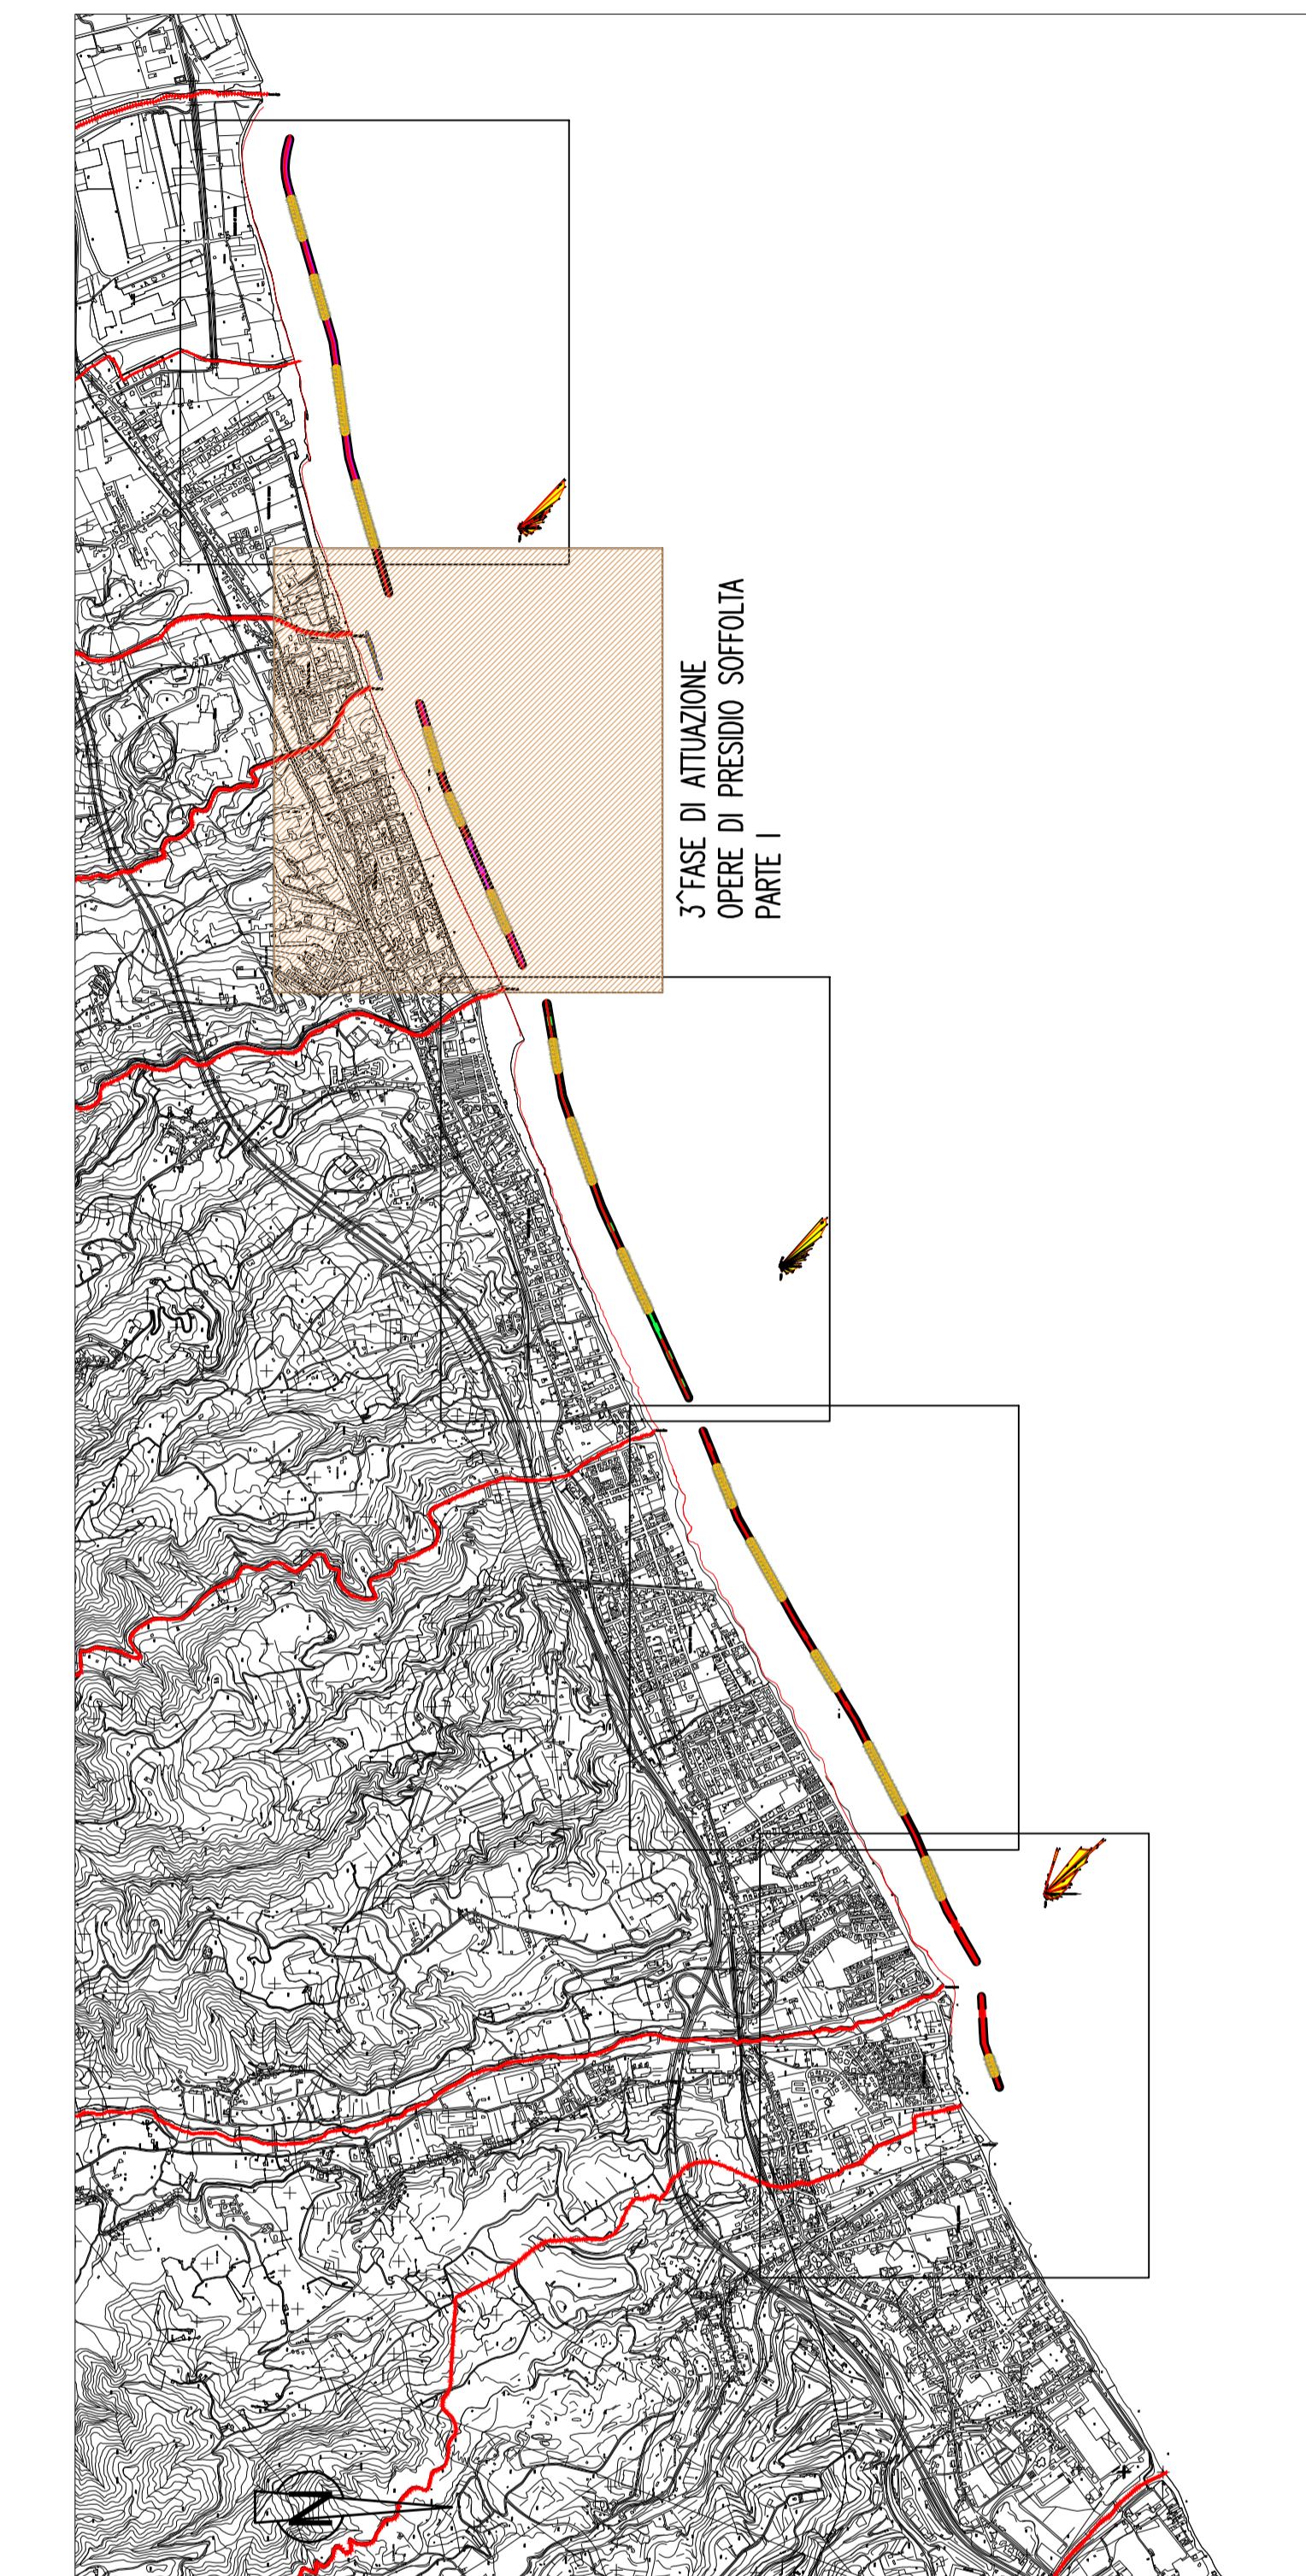 3^FASE DI ATTUAZIONE
OPERE DI PRESIDIO SOFFOLTA
PARTE I
N